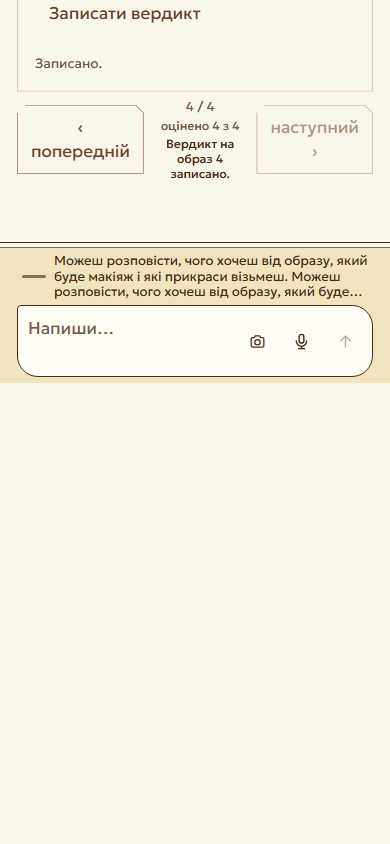 Записати вердикт
Записано.
4 / 4
оцінено 4 з 4
Вердикт на
образ 4
записано.
‹
попередній
наступний
›
Можеш розповісти, чого хочеш від образу, який
буде макіяж і які прикраси візьмеш. Можеш
розповісти, чого хочеш від образу, який буде…
Напиши…